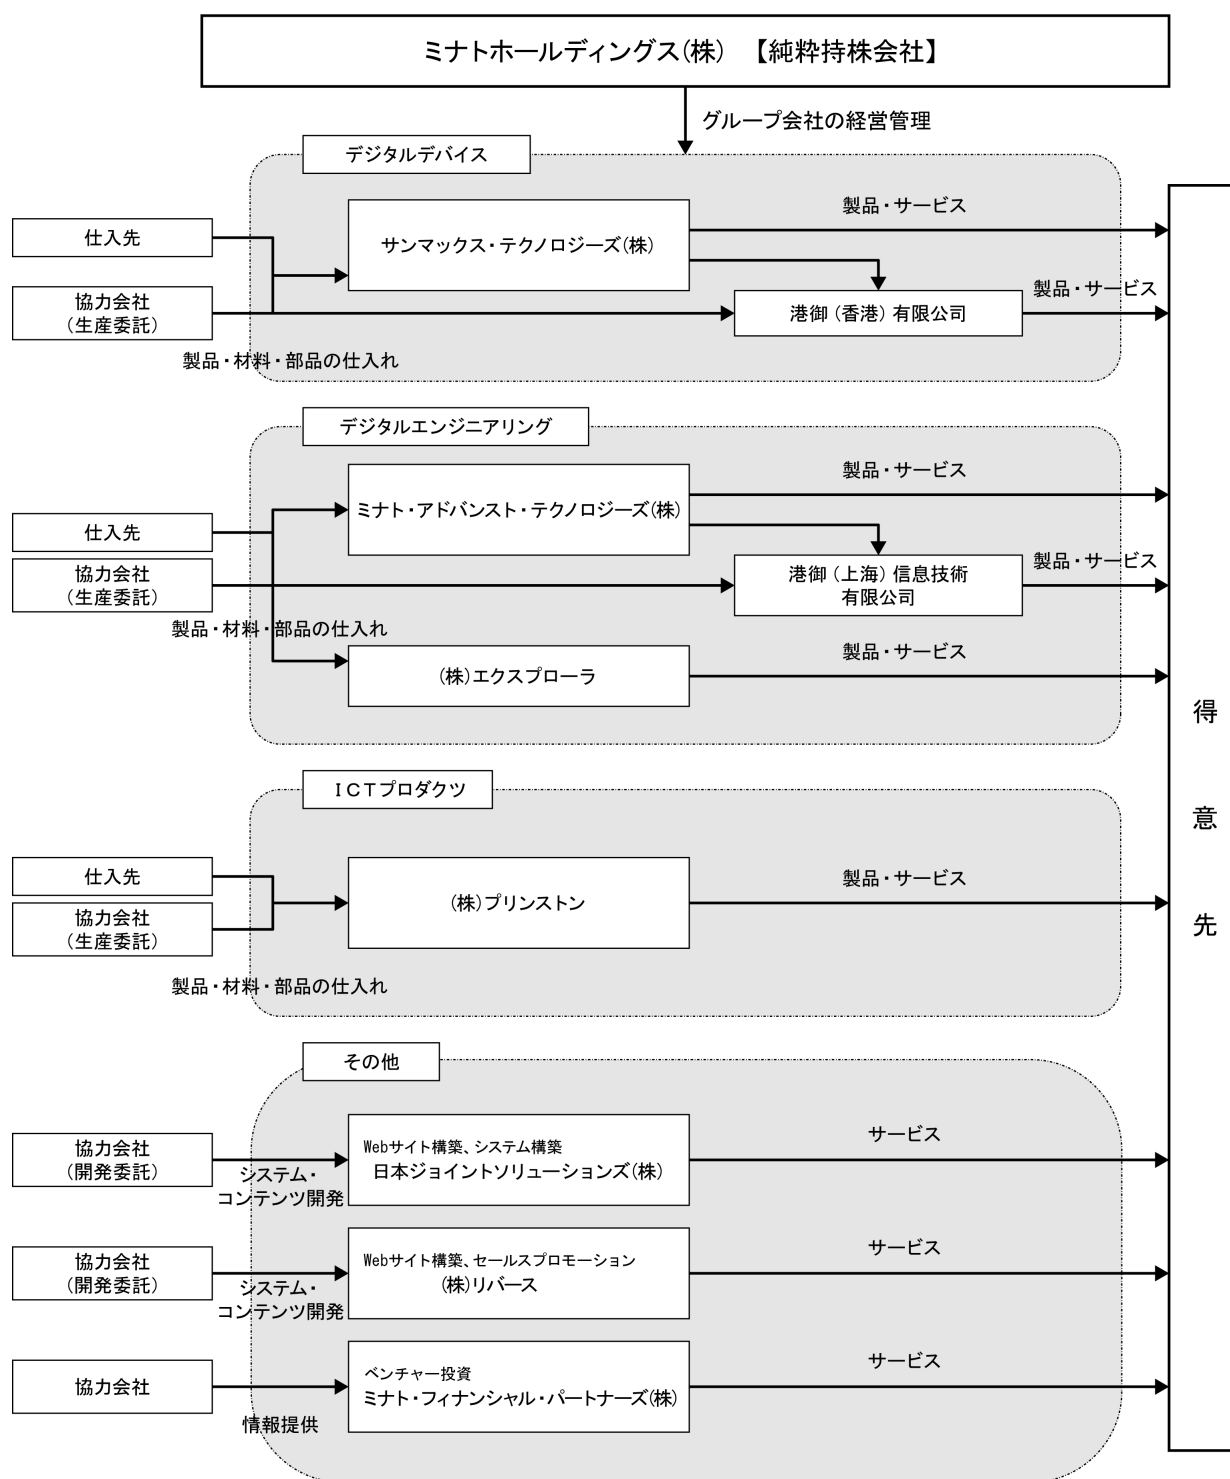 ミナトホールディングス(株) 【純粋持株会社】
グループ会社の経営管理
デジタルデバイス
製品・サービス
仕入先
サンマックス・テクノロジーズ(株)
協力会社
(生産委託)
港御(香港)有限公司
製品・サービス
製品・材料・部品の仕入れ
デジタルエンジニアリング
製品・サービス
仕入先
ミナト・アドバンスト・テクノロジーズ(株)
協力会社
(生産委託)
港御(上海)信息技術
有限公司
製品・サービス
製品・材料・部品の仕入れ
製品・サービス
(株)エクスプローラ
得
意
先
ICTプロダクツ
仕入先
製品・サービス
(株)プリンストン
協力会社
(生産委託)
製品・材料・部品の仕入れ
その他
サービス
協力会社
(開発委託)
Webサイト構築、システム構築
日本ジョイントソリューションズ(株)
システム・
コンテンツ開発
サービス
協力会社
(開発委託)
Webサイト構築、セールスプロモーション
(株)リバース
システム・
コンテンツ開発
サービス
協力会社
ベンチャー投資
ミナト・フィナンシャル・パートナーズ(株)
情報提供